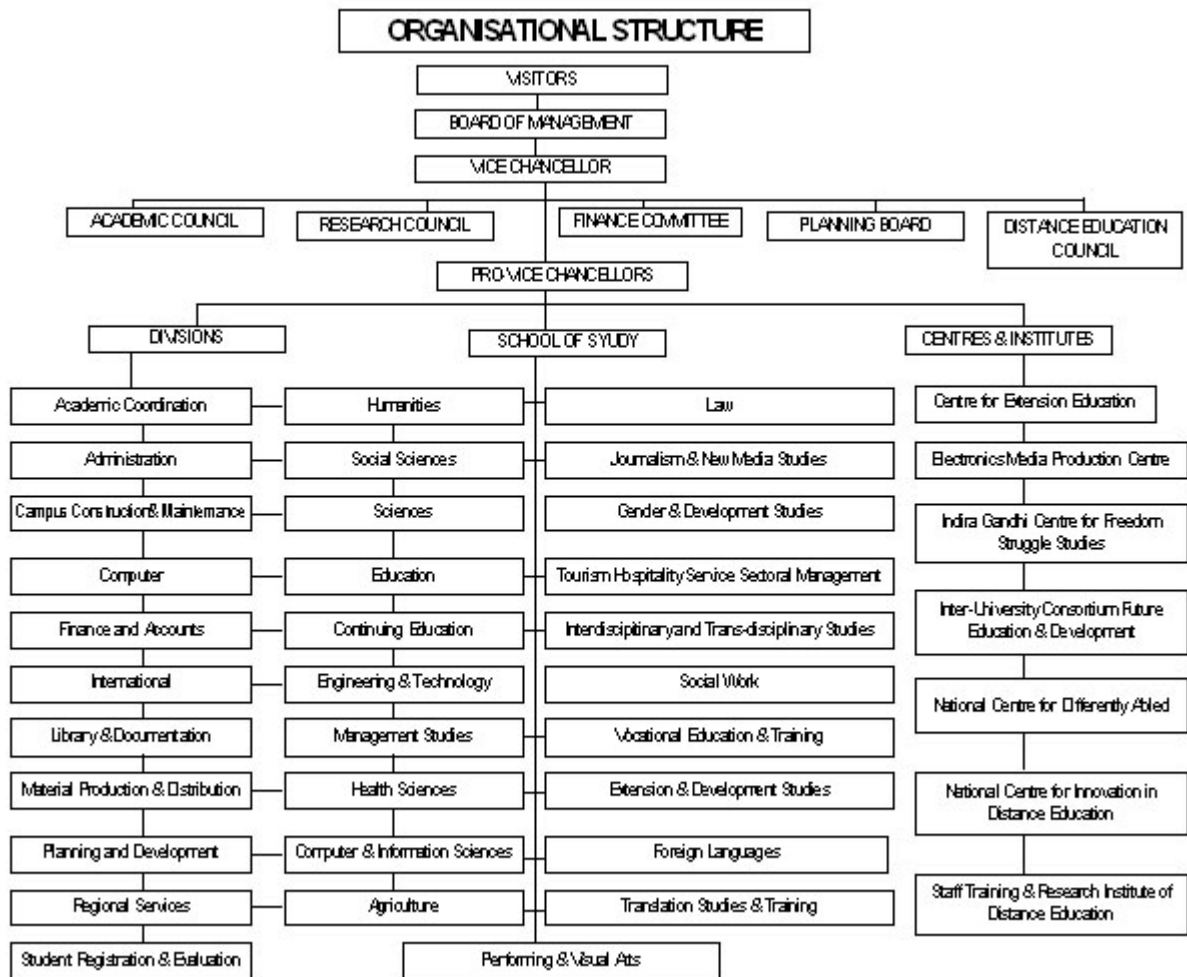 ORGANISATIONAL STRUCTURE
VISITORS
BOARD OF MANAGEMENT
VICE CHANCELLOR
ACADEMIC COUNCIL
RESEARCH COUNCIL
FINANCE COMMITTEE
PLANNING BOARD
DISTANCE EDUCATION
COUNCIL
PRO-VICE CHANCELLORS
DIVISIONS
SCHOOL OF SYUDY
CENTRES & INSTITUTES
Academic Coordination
Humanities
Law
Centre for Extension Education
Administration
Social Sciences
Journalism & New Media Studies
Electronics Media Production Centre
Campus Construction & Maintemance
Sciences
Gender & Development Studies
Indira Gandhi Centre for Freedom
Struggle Studies
Computer
Education
Tourism Hospitality Service Sectoral Management
Inter-University Consortium Future
Education & Development
Finance and Accounts
Continuing Education
Interdiscipitinary and Trans-disciplinary Studies
International
Engineering & Technology
Social Work
National Centre for Differently Abled
Library & Documentation
Management Studies
Vocational Education & Training
Material Production & Distribution
Health Sciences
Extension & Development Studies
National Centre for Innovation in
Distance Education
Planning and Development
Computer & Information Sciences
Foreign Languages
Regional Services
Agriculture
Translation Studies & Training
Staff Training & Research Institute of
Distance Education
Student Registration & Evaluation
Performing & Visual Arts